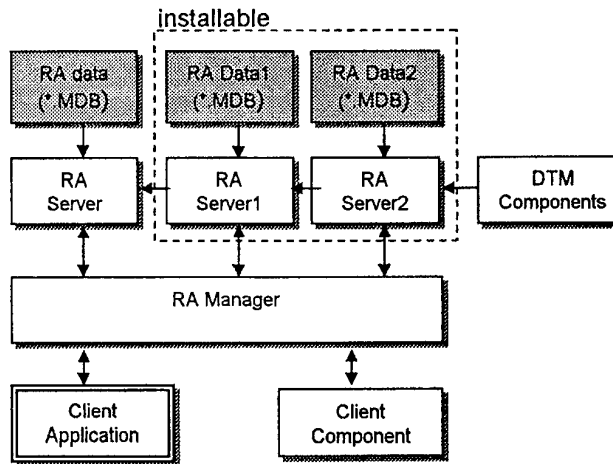 installable
RA data
(*.MDB)
RA Data1
(*.MDB)
RA Data2
(*.MDB)
RA
Server
RA
Server1
RA
Server2
DTM
Components
RA Manager
Client
Application
Client
Component